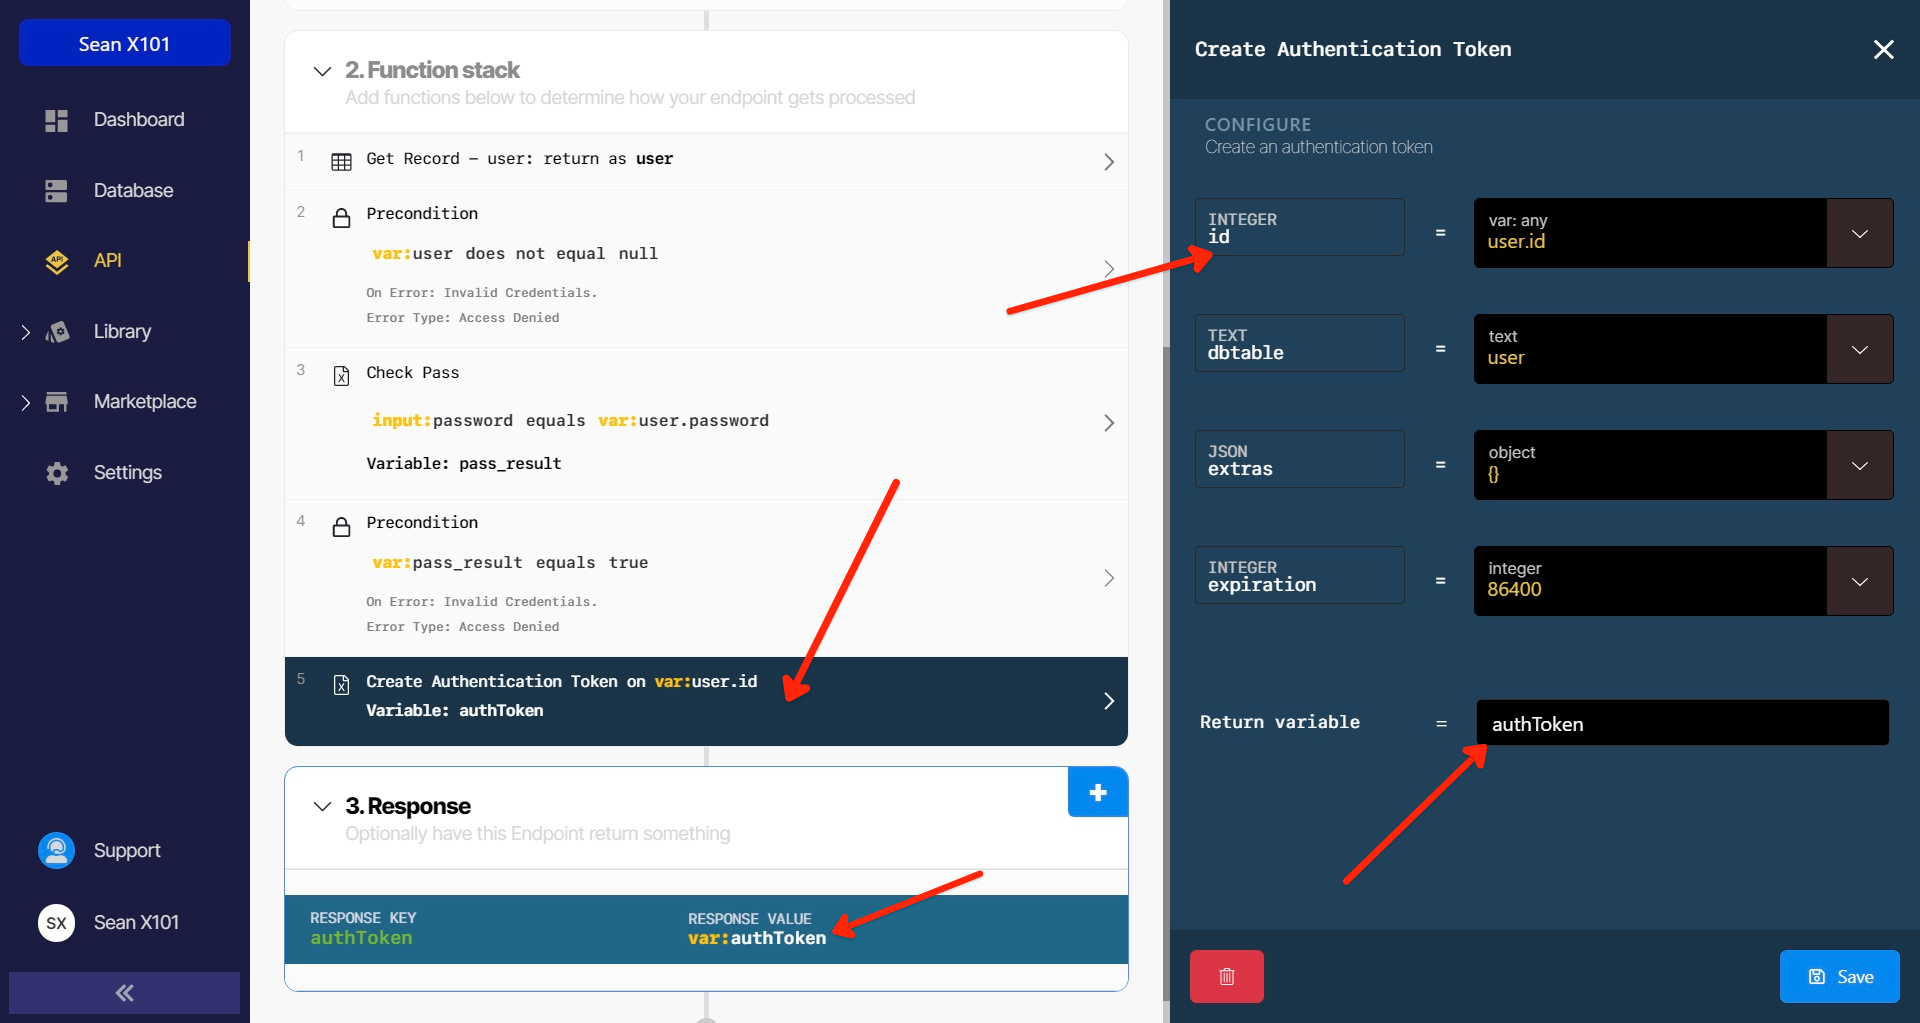 Sean X101
Dashboard
Database
API
API
Library
Marketplace
Settings
Support
SX
Sean X101
2. Function stack
Add functions below to determine how your endpoint gets processed
1
Get Record – user: return as user
2
Precondition
var:user does not equal null
On Error: Invalid Credentials.
Error Type: Access Denied
3
Check Pass
input:password equals var:user.password
Variable: pass_result
4
Precondition
var:pass_result equals true
On Error: Invalid Credentials.
Error Type: Access Denied
5
Create Authentication Token on var:user.id
Variable: authToken
3. Response
Optionally have this Endpoint return something
RESPONSE KEY
authToken
RESPONSE VALUE
var:authToken
Create Authentication Token
CONFIGURE
Create an authentication token
INTEGER
id
=
var: any
user.id
TEXT
dbtable
=
text
user
JSON
extras
=
object
{}
INTEGER
expiration
=
integer
86400
Return variable
=
authToken
Save